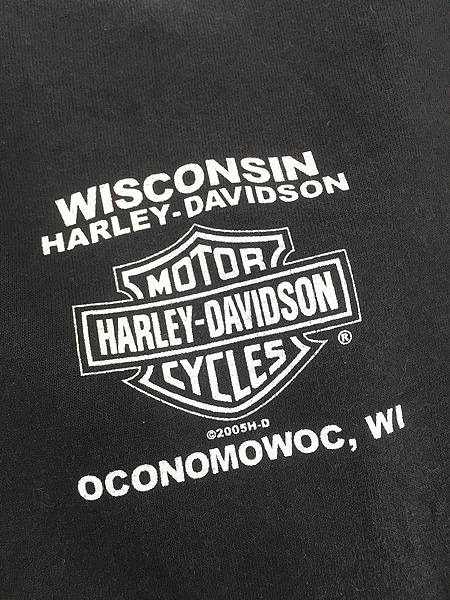 WISCONSIN
HARLEY-DAVIDSON
MOTOR
HARLEY-DAVIDSON
CYCLES
®
©2005H-D
OCONOMOWOC, WI